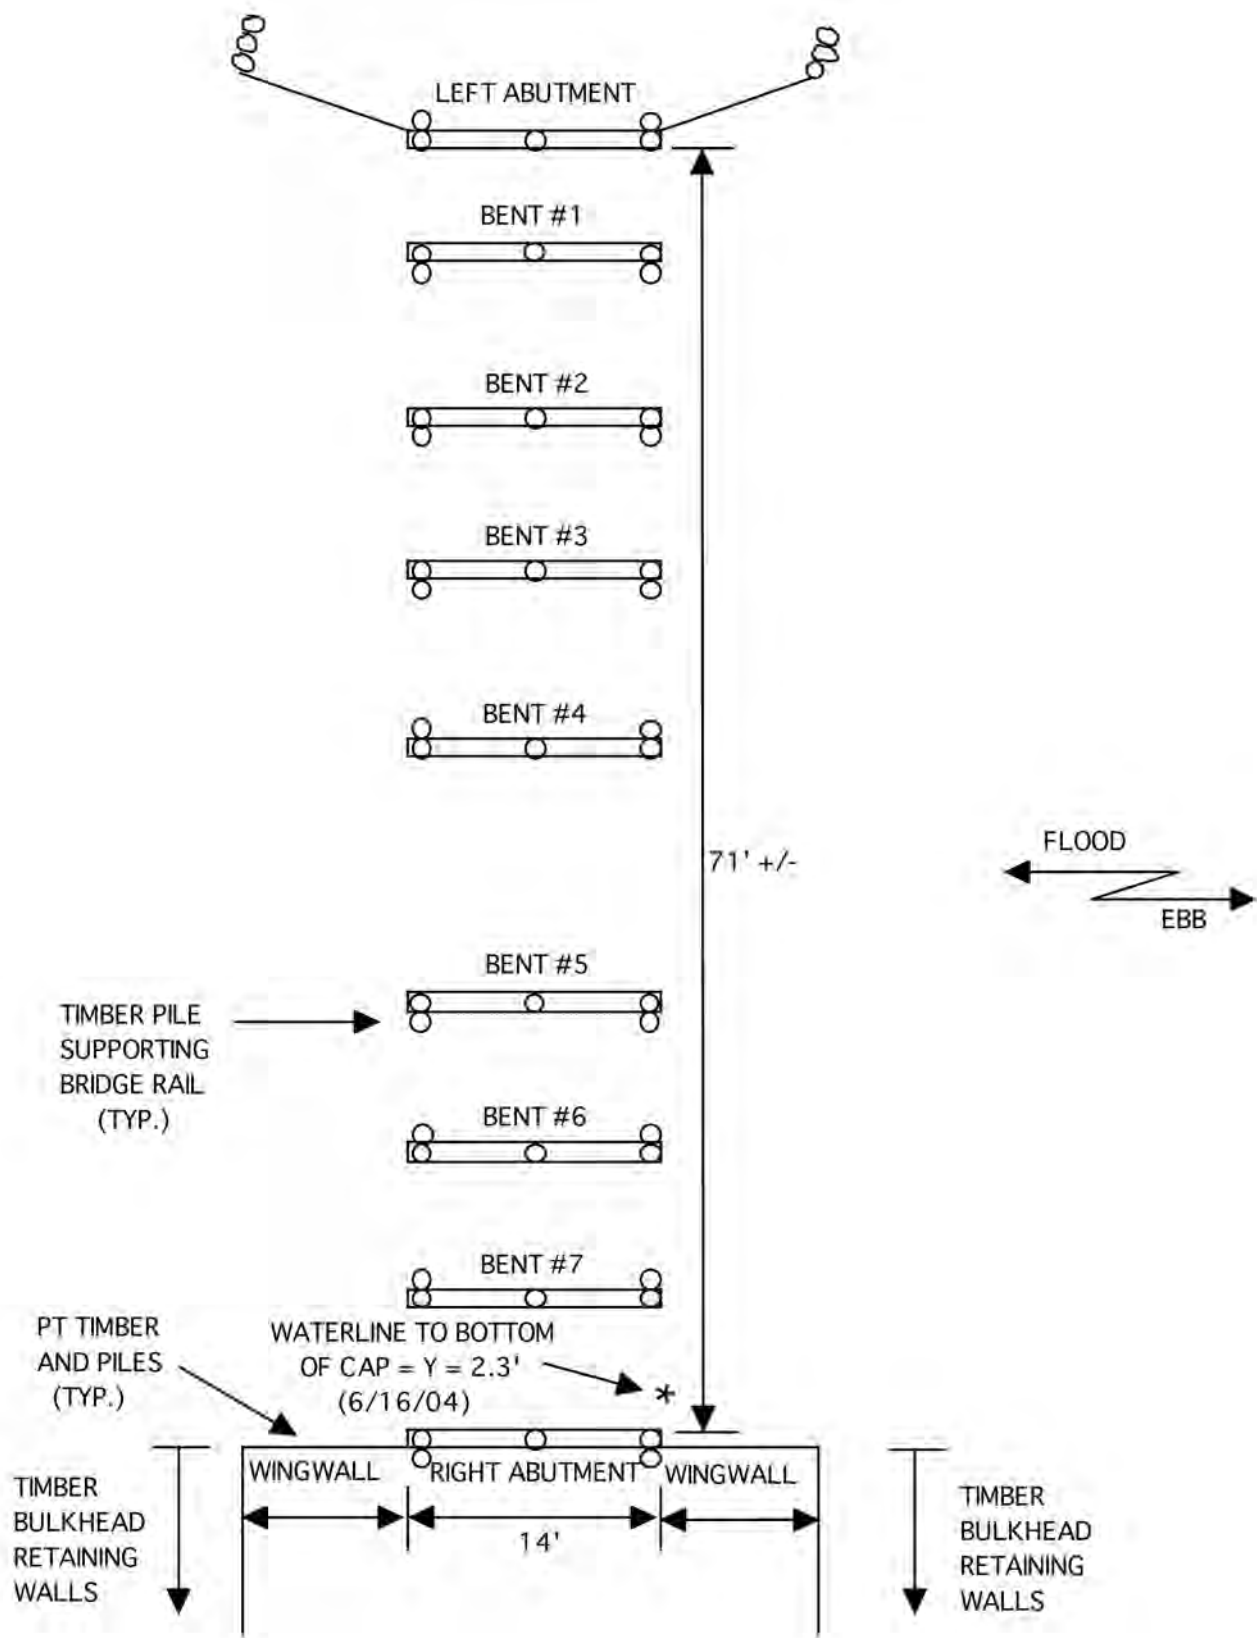 LEFT ABUTMENT
BENT #1
BENT #2
BENT #3
BENT #4
71' +/-
FLOOD
EBB
BENT #5
TIMBER PILE
SUPPORTING
BRIDGE RAIL
(TYP.)
BENT #6
BENT #7
PT TIMBER
AND PILES
(TYP.)
WATERLINE TO BOTTOM
OF CAP = Y = 2.3'
(6/16/04)
*
WINGWALL
RIGHT ABUTMENT
WINGWALL
14'
TIMBER
BULKHEAD
RETAINING
WALLS
TIMBER
BULKHEAD
RETAINING
WALLS